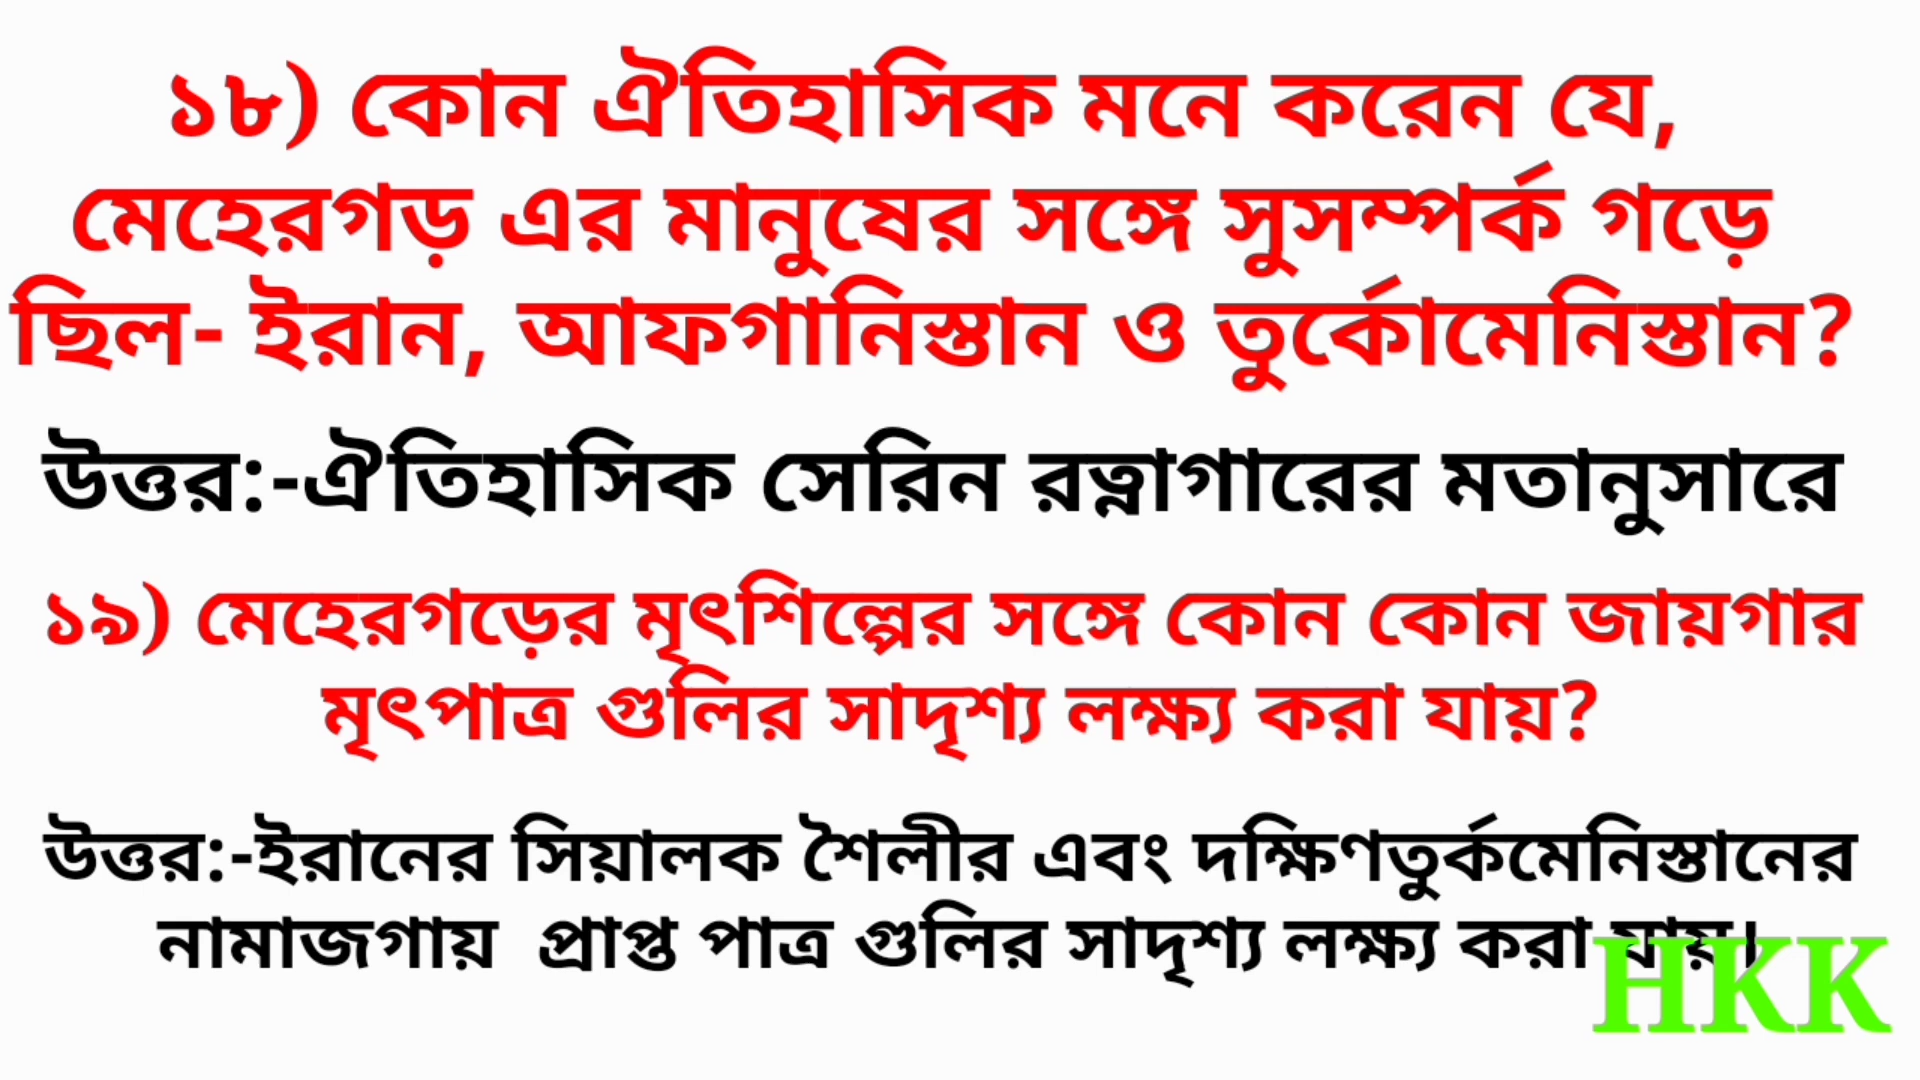 ১৮) কোন ঐতিহাসিক মনে করেন যে,
মেহেরগড় এর মানুষের সঙ্গে সুসম্পর্ক গড়ে
ছিল- ইরান, আফগানিস্তান ও তুর্কোমেনিস্তান?
উত্তর:-ঐতিহাসিক সেরিন রত্নাগারের মতানুসারে
১৯) মেহেরগড়ের মৃৎশিল্পের সঙ্গে কোন কোন জায়গার
মৃৎপাত্র গুলির সাদৃশ্য লক্ষ্য করা যায়?
উত্তর:-ইরানের সিয়ালক শৈলীর এবং দক্ষিণতুর্কমেনিস্তানের
নামাজগায় প্রাপ্ত পাত্র গুলির সাদৃশ্য লক্ষ্য করা যায়।
HKK